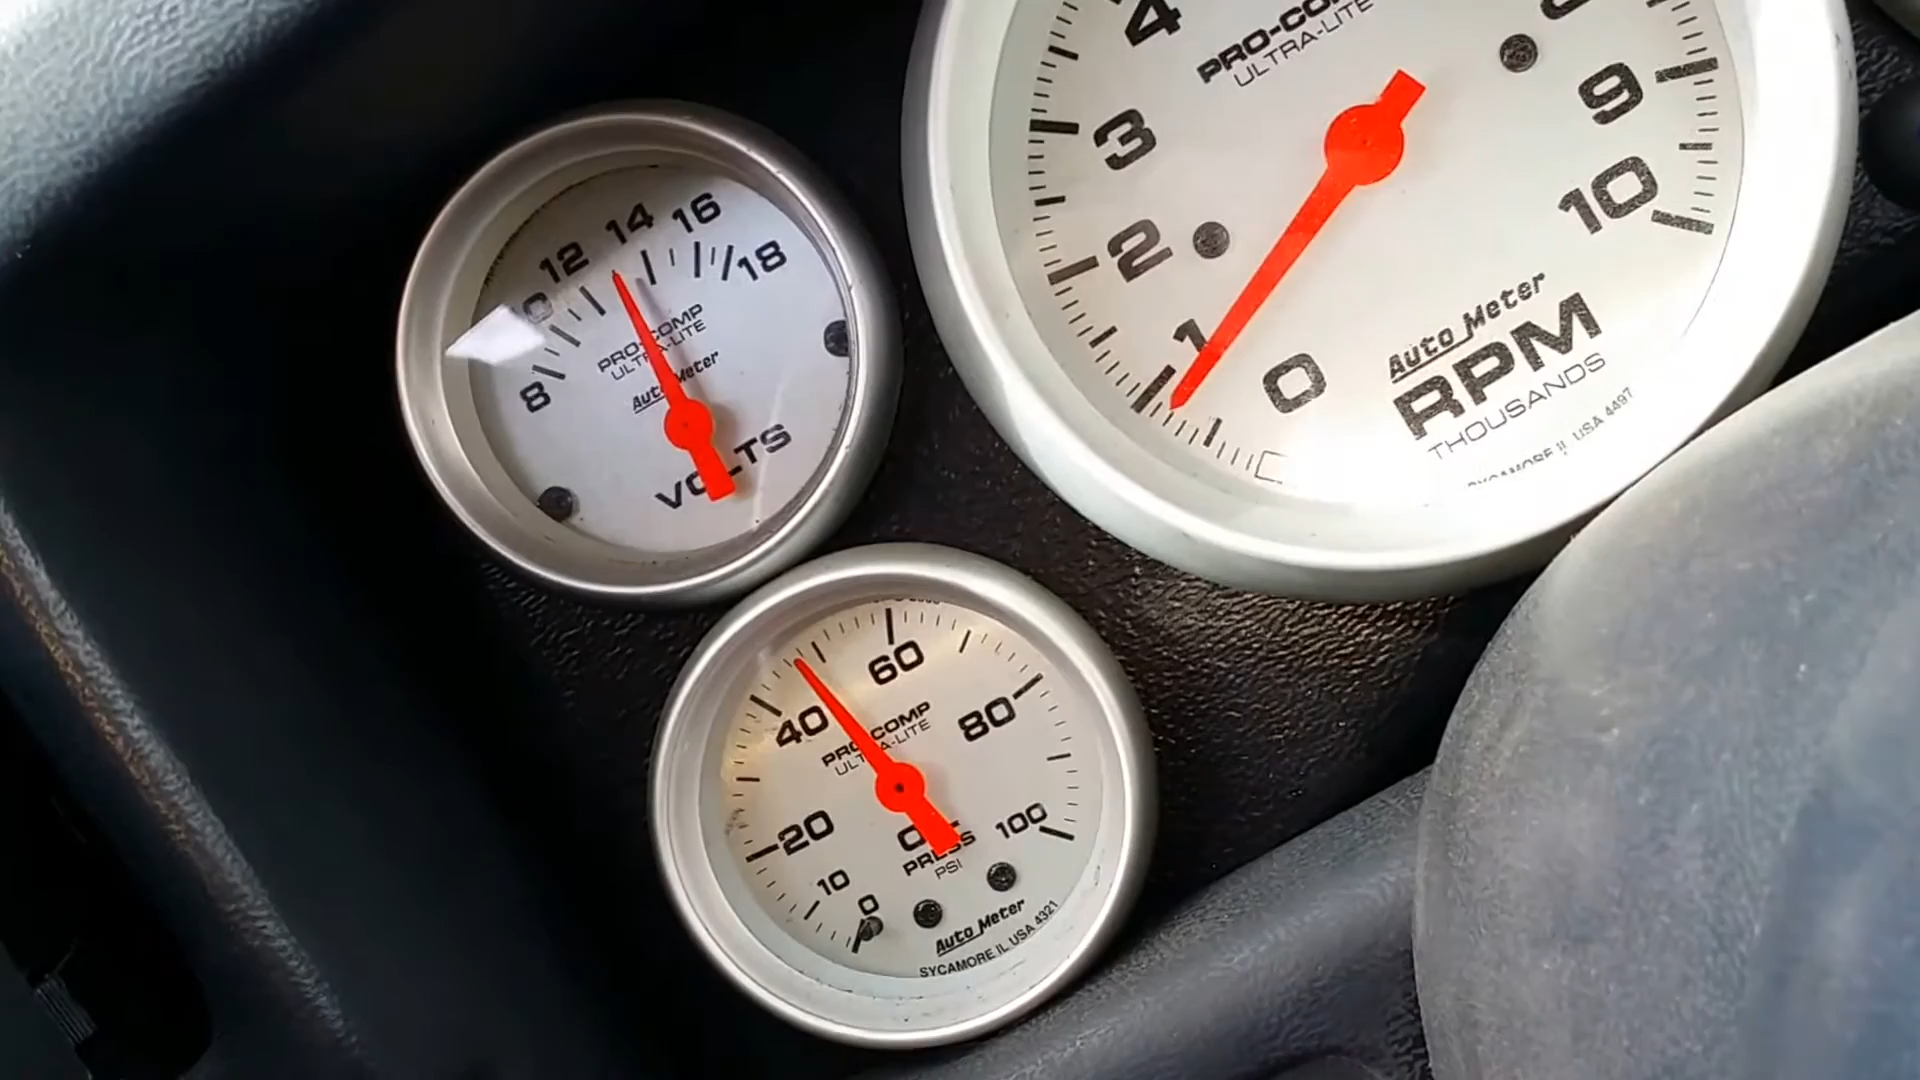 8
10
12
14
16
18
PRO-COMP
ULTRA-LITE
Auto Meter
VOLTS
0
1
2
3
4
9
10
PRO-COMP
ULTRA-LITE
Auto Meter
RPM
THOUSANDS
SYCAMORE IL USA 4497
0
10
20
40
60
80
100
PRO-COMP
ULTRA-LITE
OIL
PRESS
PSI
Auto Meter
SYCAMORE IL USA 4321